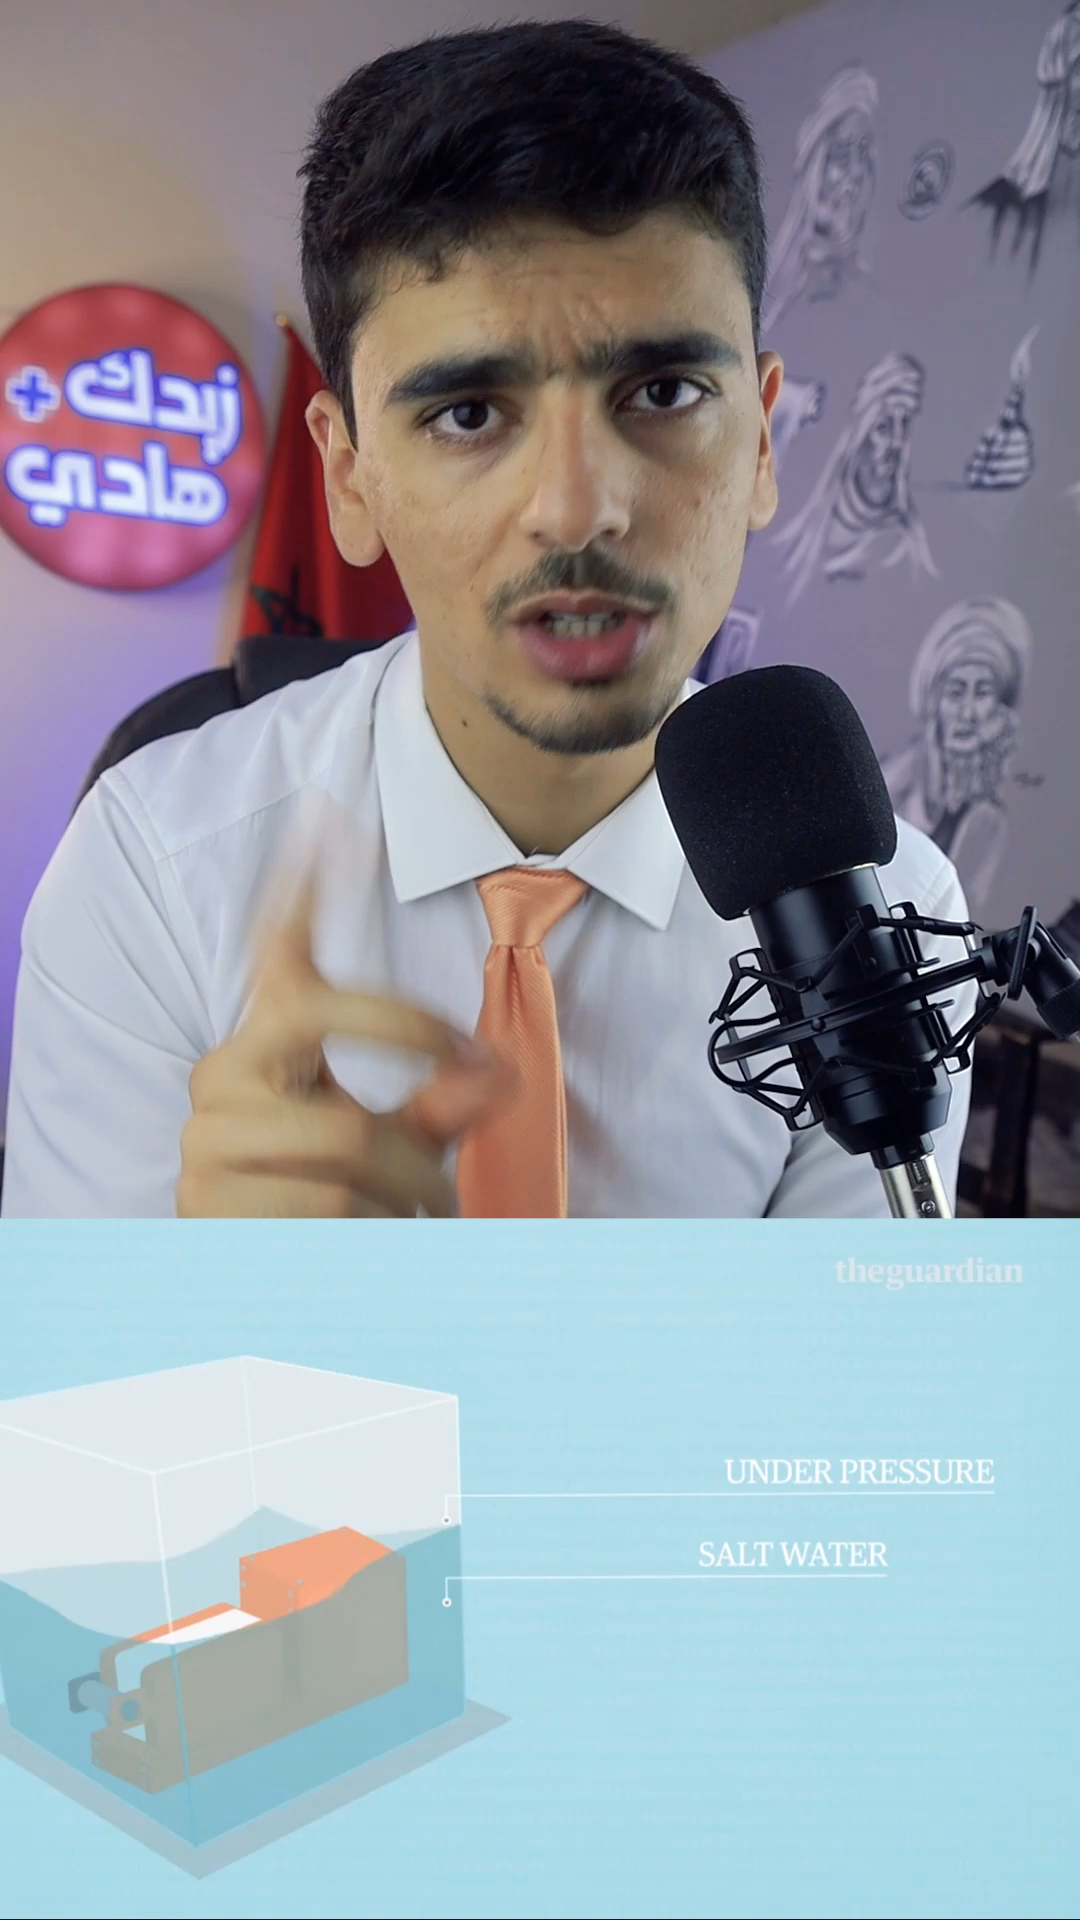 زيدك +
هادي
theguardian
UNDER PRESSURE
SALT WATER